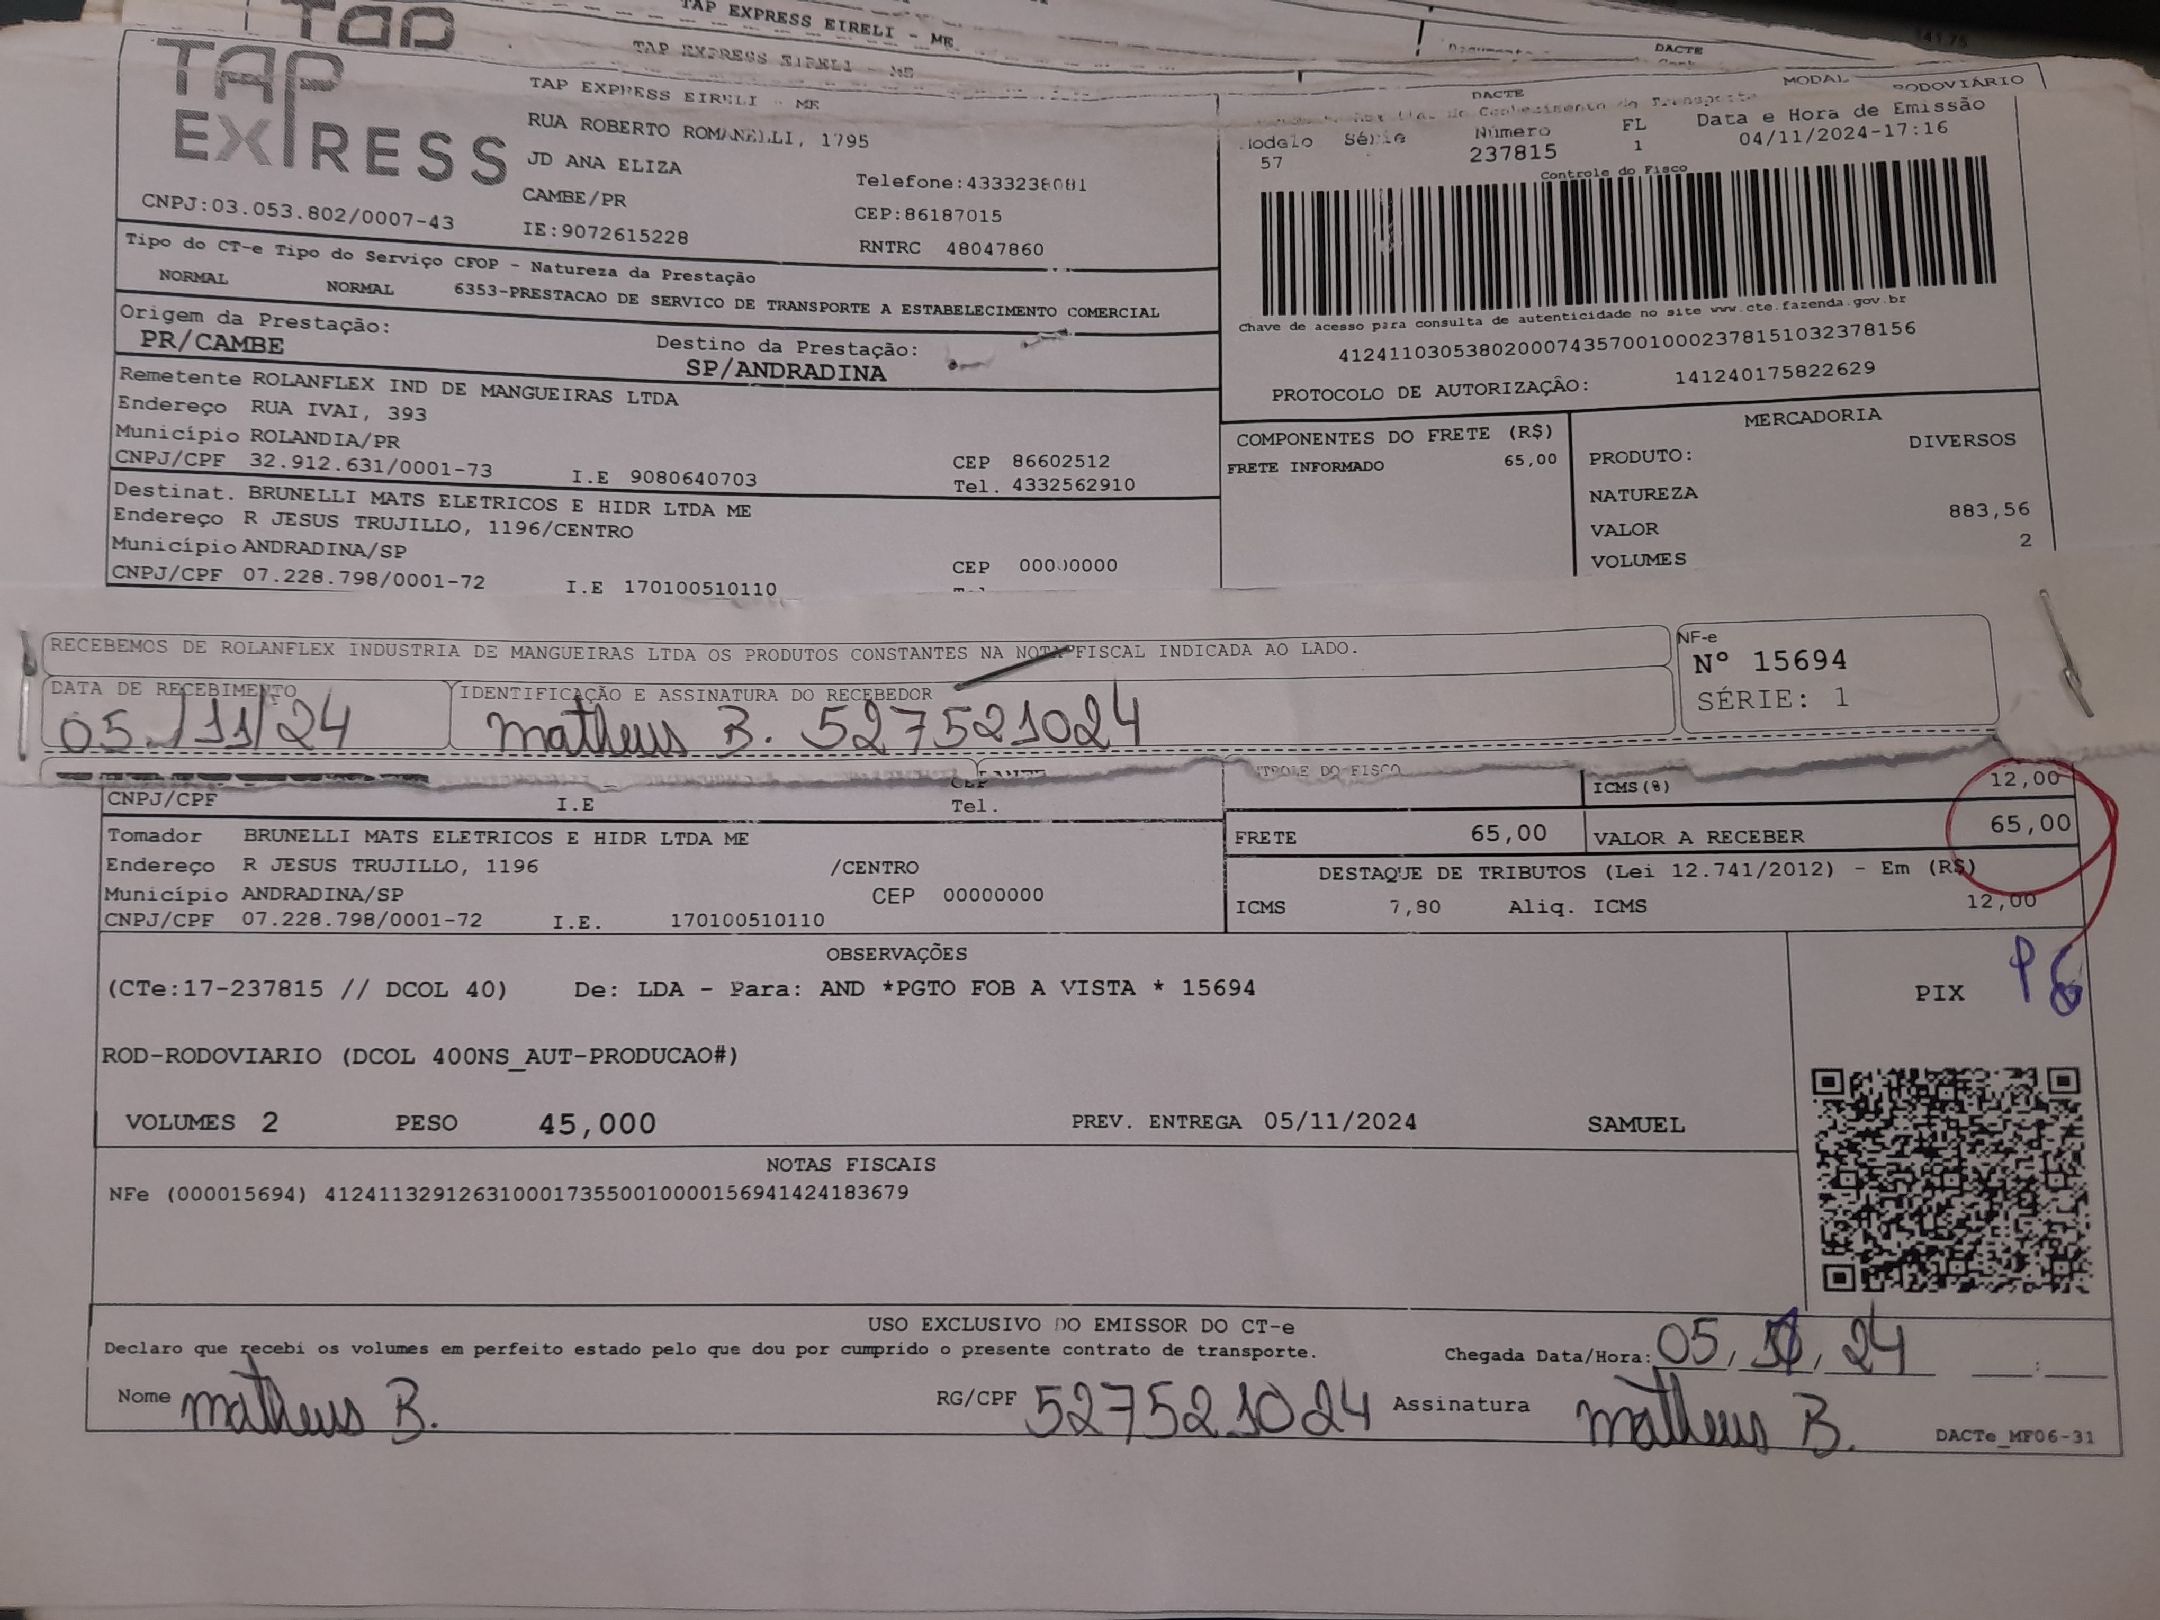 TAP EXPRESS EIRELI - ME
TAP EXPRESS EIRELI - ME
DACTE
TAP EXPRESS
TAP EXPRESS EIRELI - ME
RUA ROBERTO ROMANELLI, 1795
JD ANA ELIZA
Telefone:4333238081
CAMBE/PR
CEP:86187015
CNPJ:03.053.802/0007-43
IE:9072615228
RNTRC 48047860
DACTE
MODAL RODOVIÁRIO
Série Número FL Data e Hora de Emissão
57 237815 1 04/11/2024-17:16
Controle do Fisco
Chave de acesso para consulta de autenticidade no site www.cte.fazenda.gov.br
41241103053802000743570010002378151032378156
PROTOCOLO DE AUTORIZAÇÃO: 141240175822629
Tipo do CT-e Tipo do Serviço CFOP - Natureza da Prestação
NORMAL NORMAL 6353-PRESTACAO DE SERVICO DE TRANSPORTE A ESTABELECIMENTO COMERCIAL
Origem da Prestação: Destino da Prestação:
PR/CAMBE SP/ANDRADINA
Remetente ROLANFLEX IND DE MANGUEIRAS LTDA
Endereço RUA IVAI, 393
Município ROLANDIA/PR CEP 86602512
CNPJ/CPF 32.912.631/0001-73 I.E 9080640703 Tel. 4332562910
Destinat. BRUNELLI MATS ELETRICOS E HIDR LTDA ME
Endereço R JESUS TRUJILLO, 1196/CENTRO
Município ANDRADINA/SP CEP 00000000
CNPJ/CPF 07.228.798/0001-72 I.E 170100510110
COMPONENTES DO FRETE (R$)
FRETE INFORMADO 65,00
MERCADORIA
PRODUTO: DIVERSOS
NATUREZA
VALOR 883,56
VOLUMES 2
RECEBEMOS DE ROLANFLEX INDUSTRIA DE MANGUEIRAS LTDA OS PRODUTOS CONSTANTES NA NOTA FISCAL INDICADA AO LADO.
NF-e
Nº 15694
SÉRIE: 1
DATA DE RECEBIMENTO IDENTIFICAÇÃO E ASSINATURA DO RECEBEDOR
05/11/24 matheus B. 527521024
DO FISCO
CEP
CNPJ/CPF I.E Tel.
ICMS(%) 12,00
FRETE 65,00 VALOR A RECEBER 65,00
Tomador BRUNELLI MATS ELETRICOS E HIDR LTDA ME
Endereço R JESUS TRUJILLO, 1196 /CENTRO
Município ANDRADINA/SP CEP 00000000
CNPJ/CPF 07.228.798/0001-72 I.E. 170100510110
DESTAQUE DE TRIBUTOS (Lei 12.741/2012) - Em (R$)
ICMS 7,80 Aliq. ICMS 12,00
OBSERVAÇÕES
(CTe:17-237815 // DCOL 40) De: LDA - Para: AND *PGTO FOB A VISTA * 15694
ROD-RODOVIARIO (DCOL 400NS_AUT-PRODUCAO#)
VOLUMES 2 PESO 45,000 PREV. ENTREGA 05/11/2024 SAMUEL
PIX
NOTAS FISCAIS
NFe (000015694) 41241132912631000173550010000156941424183679
USO EXCLUSIVO DO EMISSOR DO CT-e
Declaro que recebi os volumes em perfeito estado pelo que dou por cumprido o presente contrato de transporte. Chegada Data/Hora: 05, , 24 :
Nome matheus B. RG/CPF 527521024 Assinatura matheus B.
DACTe_MF06-31